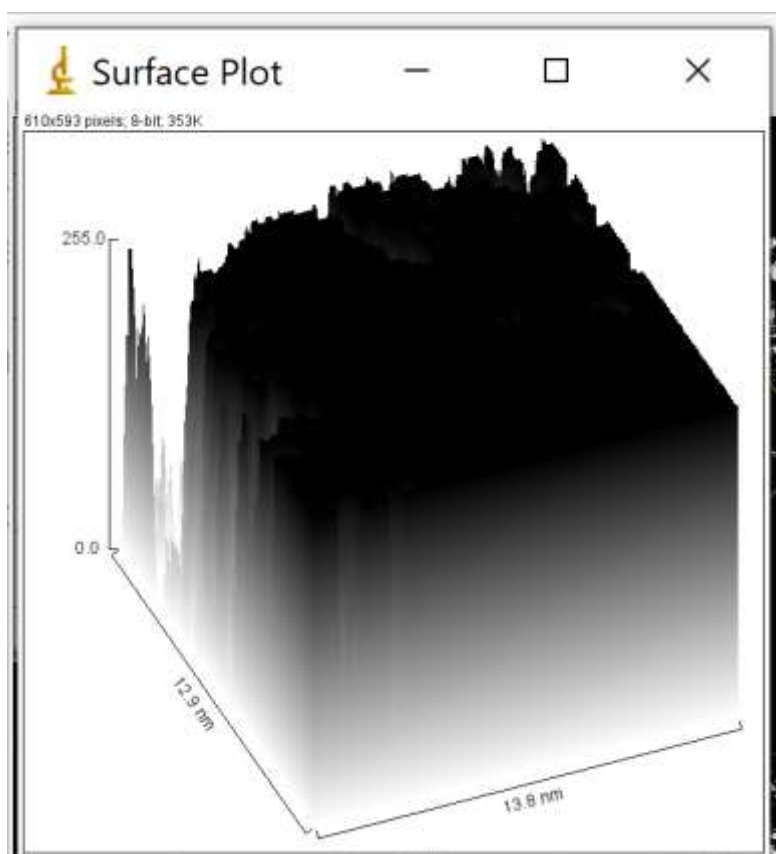 Surface Plot
610x593 pixels; 8-bit; 353K
255.0
0.0
12.9 nm
13.8 nm